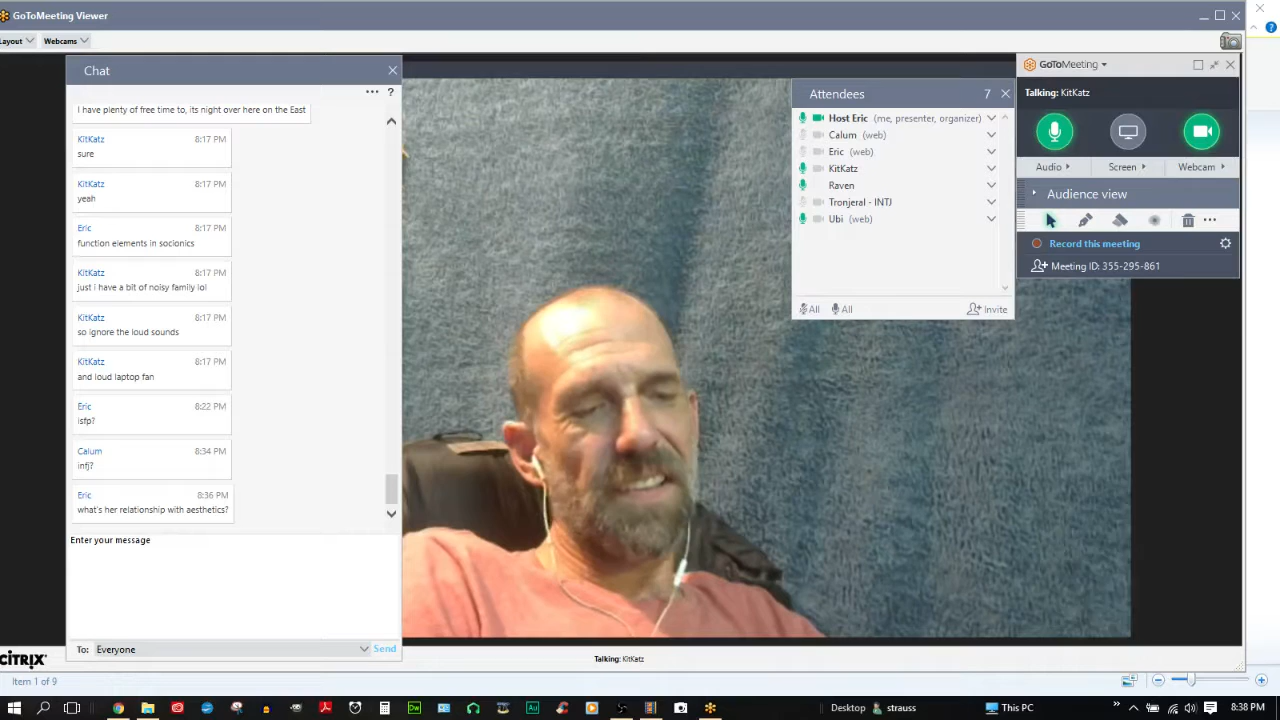 GoToMeeting Viewer
Layout
Webcams
Chat
I have plenty of free time to, its night over here on the East
KitKatz 8:17 PM
sure
KitKatz 8:17 PM
yeah
Eric 8:17 PM
function elements in socionics
KitKatz 8:17 PM
just i have a bit of noisy family lol
KitKatz 8:17 PM
so ignore the loud sounds
KitKatz 8:17 PM
and loud laptop fan
Eric 8:22 PM
isfp?
Calum 8:34 PM
infj?
Eric 8:36 PM
what's her relationship with aesthetics?
Enter your message
To: Everyone Send
Attendees 7
Host Eric (me, presenter, organizer)
Calum (web)
Eric (web)
KitKatz
Raven
Tronjeral - INTJ
Ubi (web)
All All Invite
GoToMeeting
Talking: KitKatz
Audio Screen Webcam
Audience view
Record this meeting
Meeting ID: 355-295-861
CITRIX
Talking: KitKatz
Item 1 of 9
Dw Au Desktop strauss This PC 8:38 PM